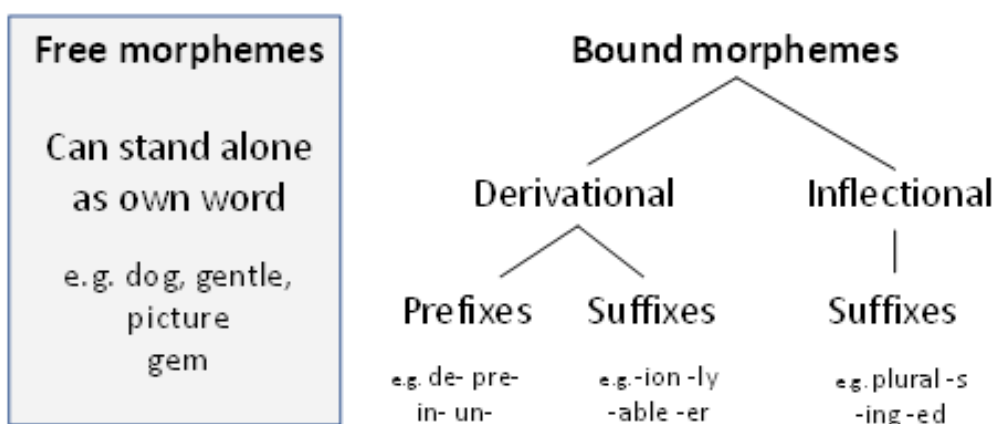 Free morphemes
Can stand alone
as own word
e.g. dog, gentle,
picture
gem
Bound morphemes
Derivational
Inflectional
Prefixes
Suffixes
Suffixes
e.g. de- pre-
in- un-
e.g.-ion -ly
-able -er
e.g. plural -s
-ing -ed